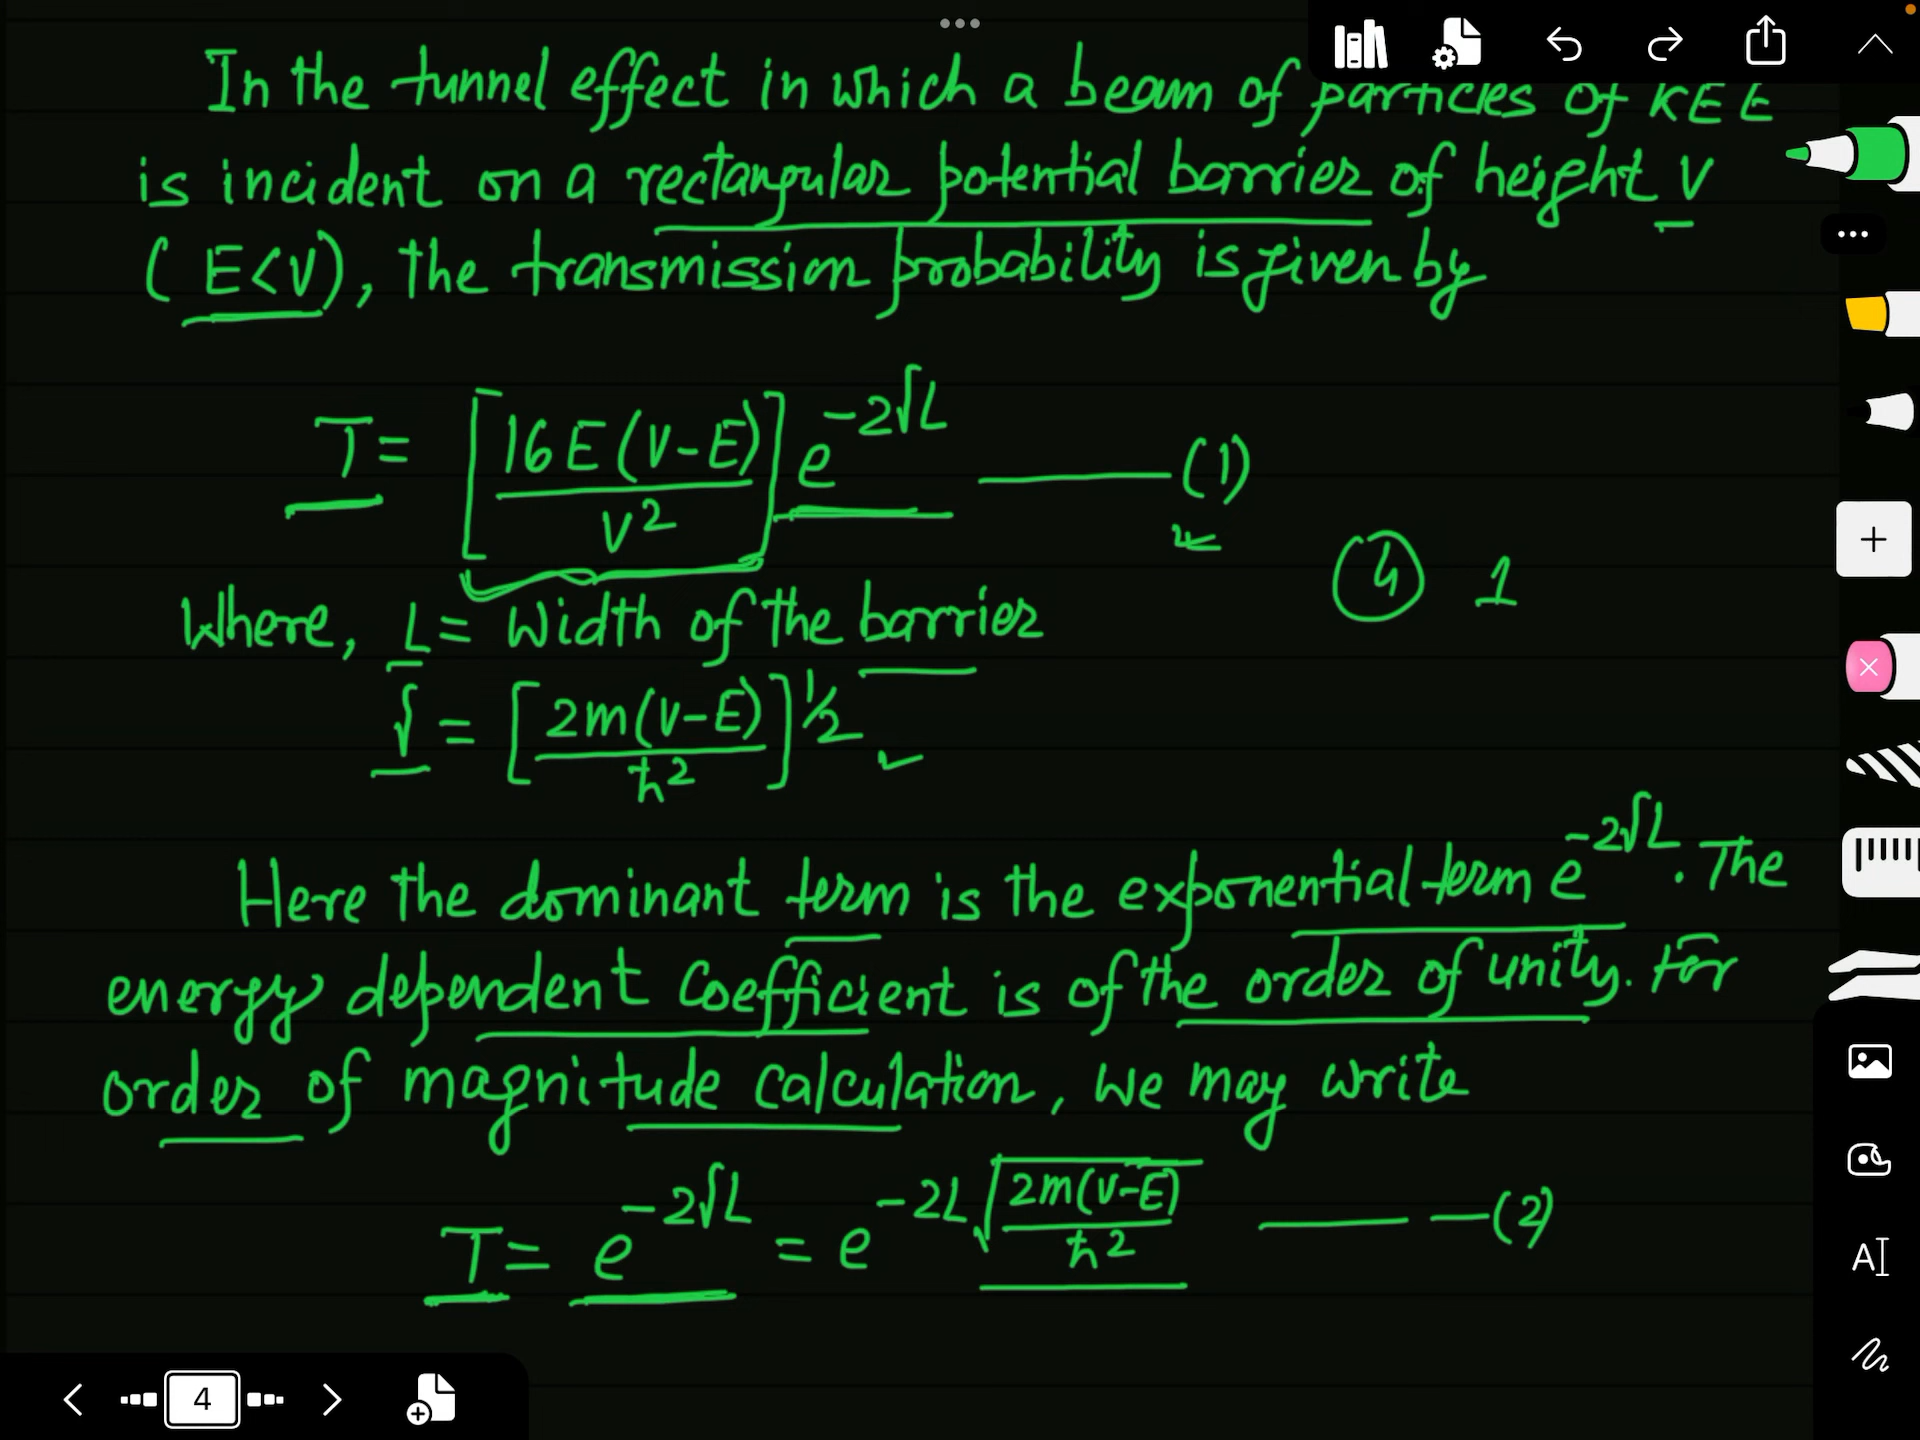 In the tunnel effect in which a beam of particles of KE E
is incident on a rectangular potential barrier of height V
(E<V), the transmission probability is given by
T = [16E(V-E)/V²] e^-2√L ——— (1)
④ 1
Where, L = Width of the barrier
√ = [2m(V-E)/ħ²]^½
Here the dominant term is the exponential term e^-2√L. The
energy dependent Coefficient is of the order of unity. For
order of magnitude calculation, we may write
T = e^-2√L = e^-2L√(2m(V-E)/ħ²) ——— (2)
4